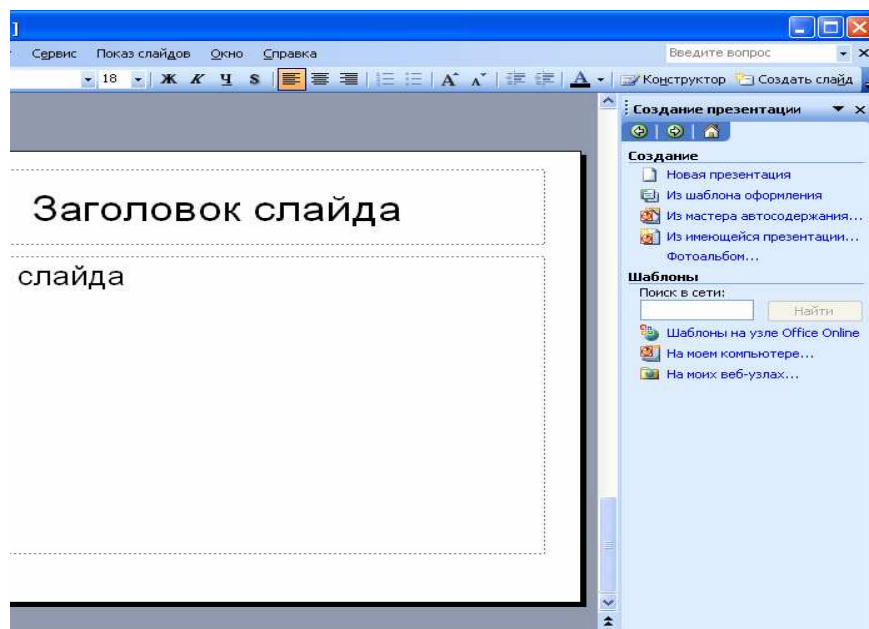 ]
Сервис Показ слайдов Окно Справка Введите вопрос
18 Ж К Ч S A A A Конструктор Создать слайд
Создание презентации
Создание
Новая презентация
Из шаблона оформления
Из мастера автосодержания...
Из имеющейся презентации...
Фотоальбом...
Шаблоны
Поиск в сети:
Найти
Шаблоны на узле Office Online
На моем компьютере...
На моих веб-узлах...
Заголовок слайда
слайда